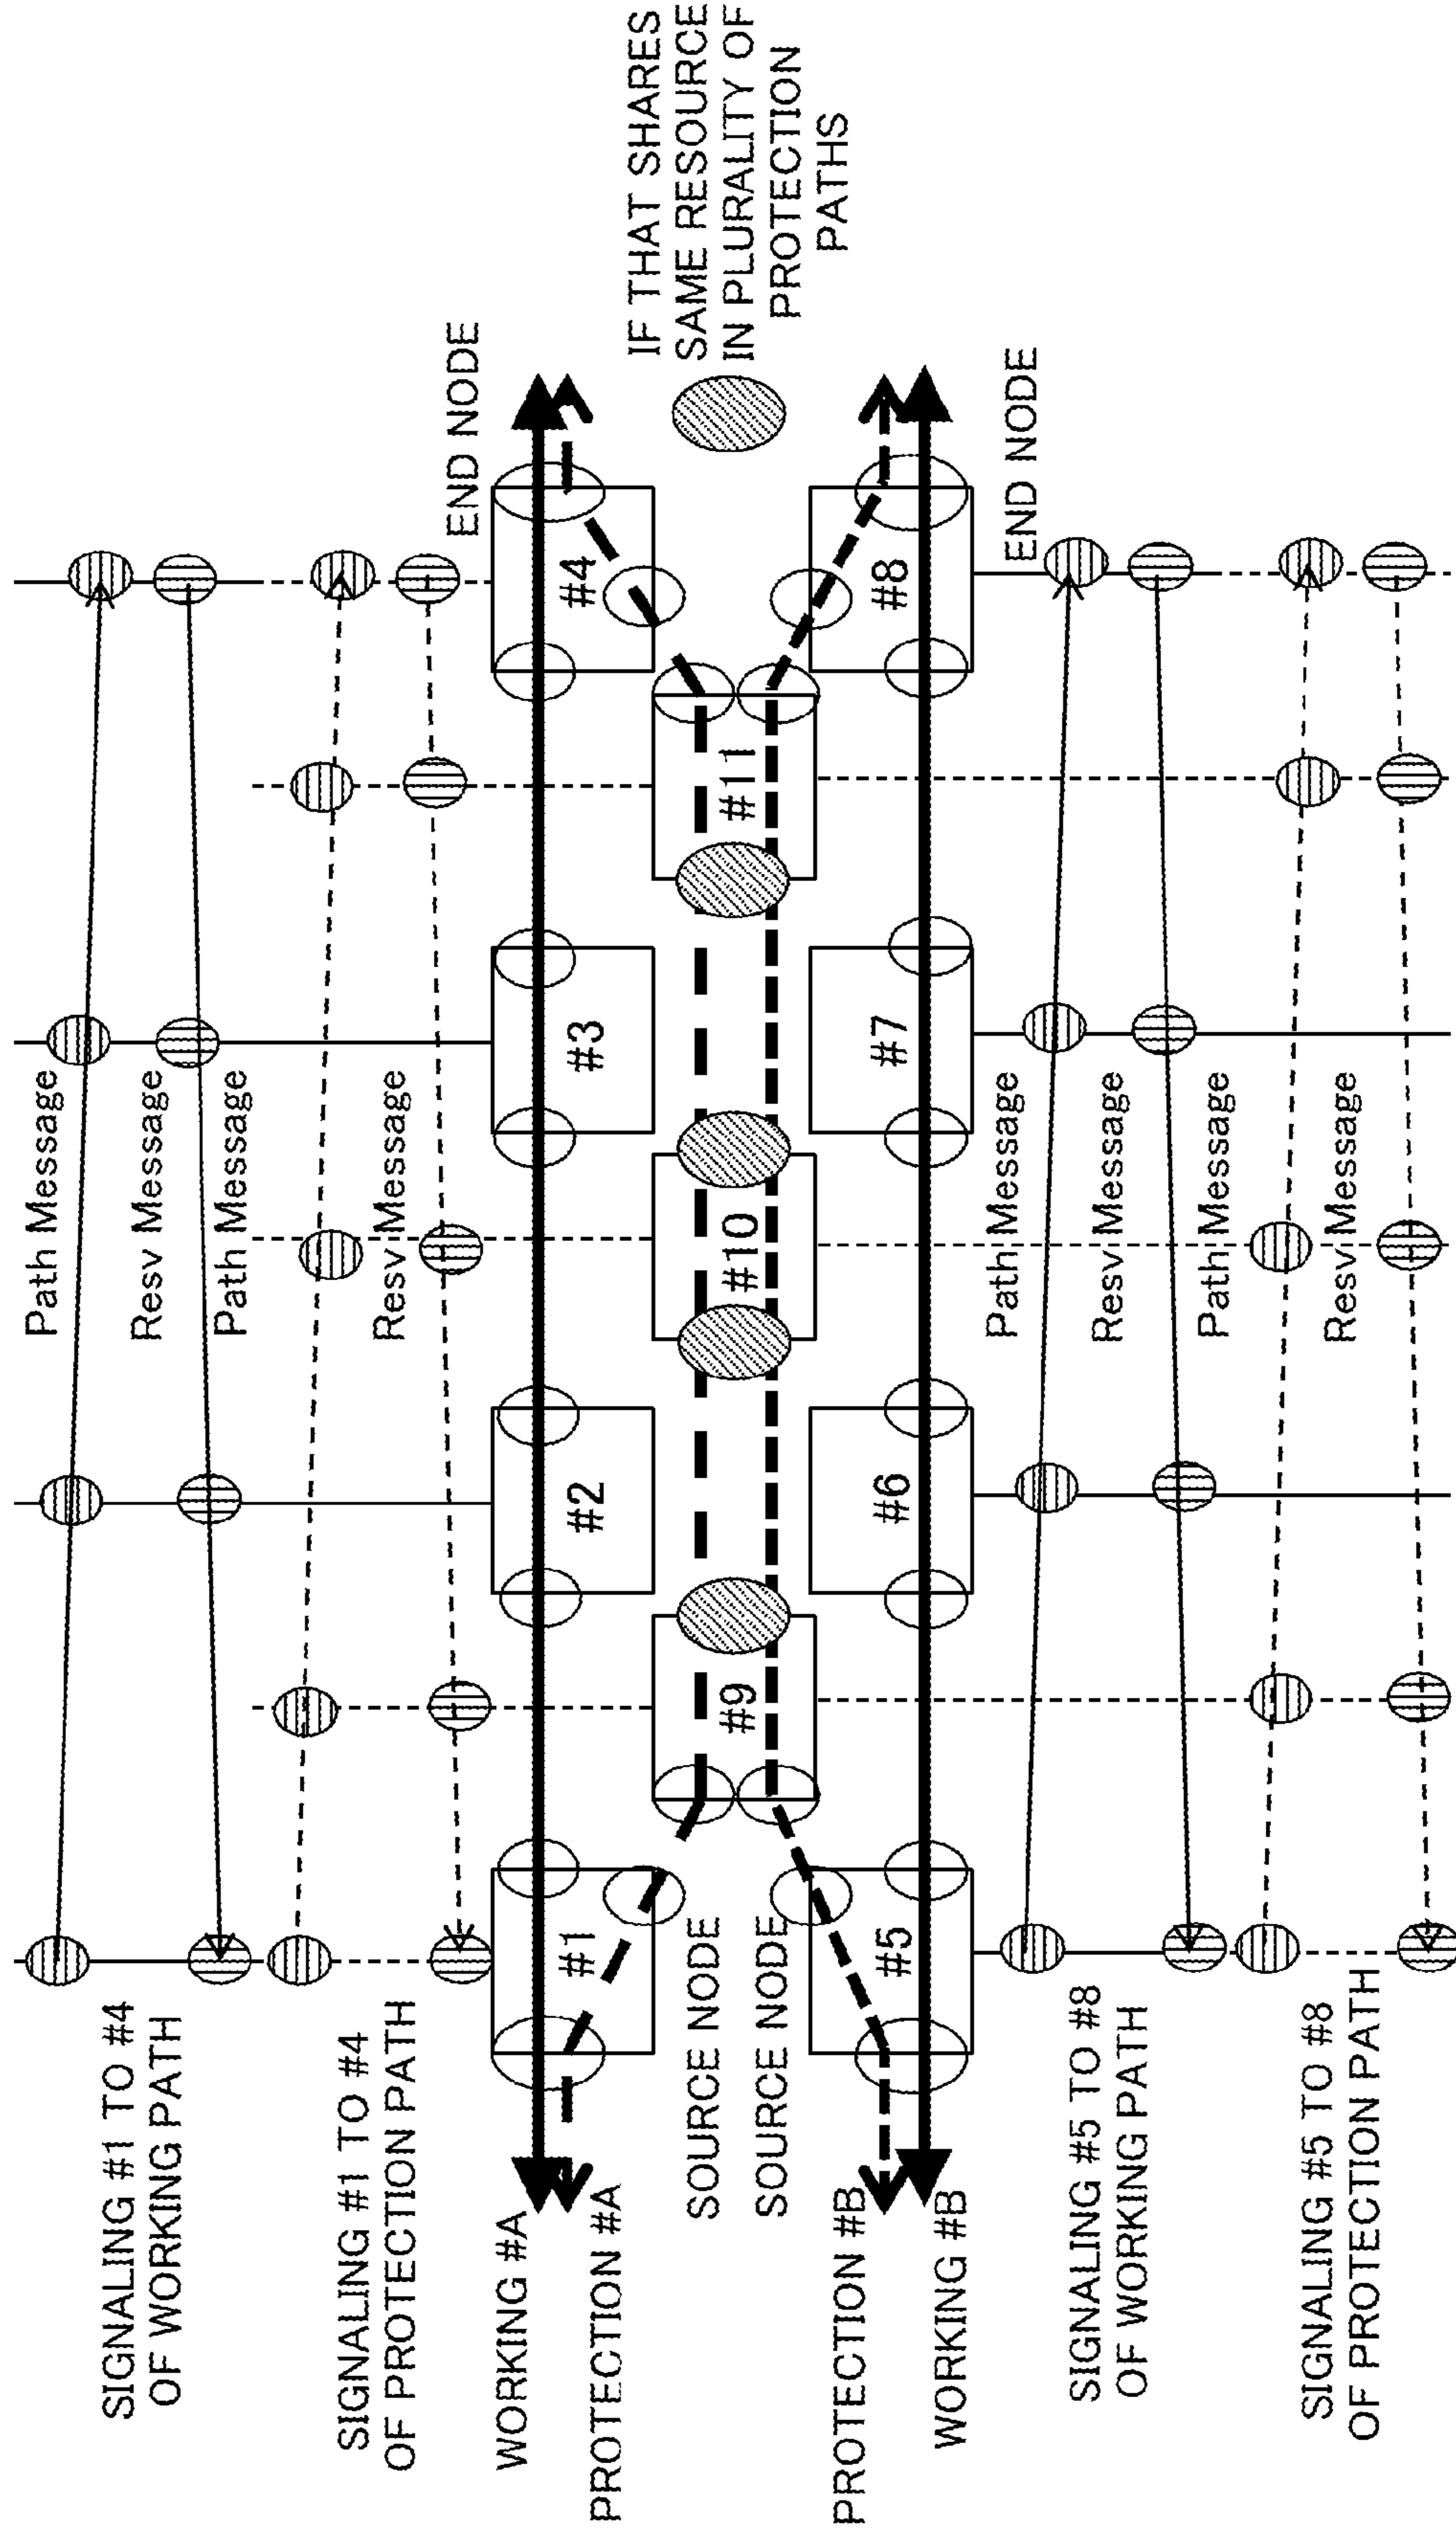 SIGNALING #1 TO #4
OF WORKING PATH
Path Message
Resv Message
SIGNALING #1 TO #4
OF PROTECTION PATH
Path Message
Resv Message
END NODE
WORKING #A
PROTECTION #A
#1
#2
#3
#4
SOURCE NODE
SOURCE NODE
#9
#10
#11
IF THAT SHARES
SAME RESOURCE
IN PLURALITY OF
PROTECTION
PATHS
PROTECTION #B
WORKING #B
#5
#6
#7
#8
END NODE
SIGNALING #5 TO #8
OF WORKING PATH
Path Message
Resv Message
SIGNALING #5 TO #8
OF PROTECTION PATH
Path Message
Resv Message